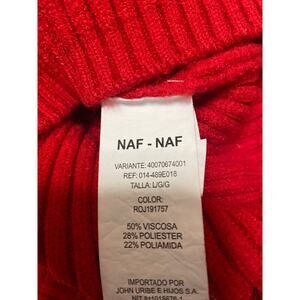 NAF - NAF
VARIANTE: 40070674001
REF: 014-489E018
TALLA: L/G/G
COLOR:
ROJ191757
50% VISCOSA
28% POLIESTER
22% POLIAMIDA
IMPORTADO POR
JOHN URIBE E HIJOS S.A.